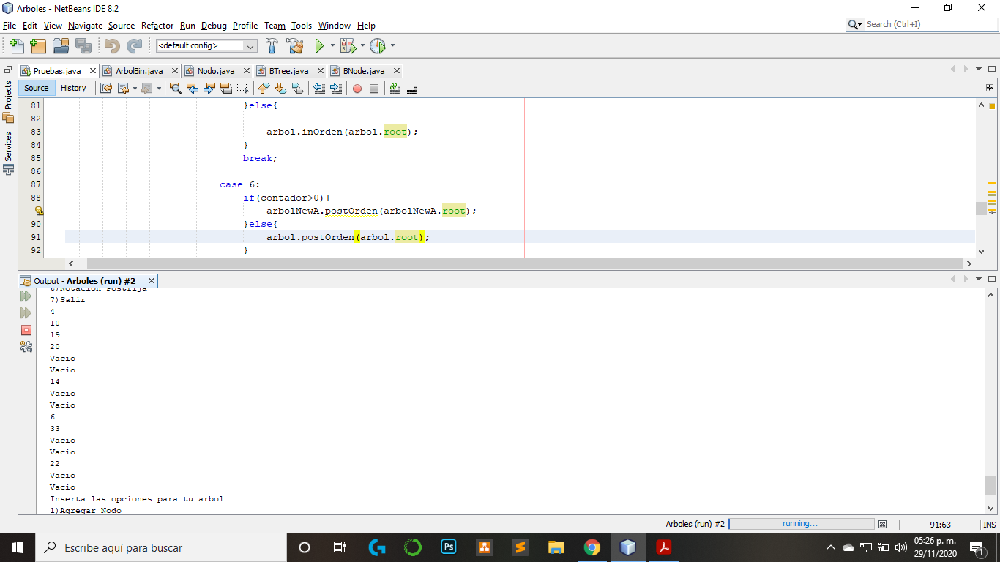 Arboles - NetBeans IDE 8.2
File Edit View Navigate Source Refactor Run Debug Profile Team Tools Window Help
Search (Ctrl+I)
<default config>
Projects
Services
Pruebas.java ArbolBin.java Nodo.java BTree.java BNode.java
Source History
81 }else{
82
83 arbol.inOrden(arbol.root);
84 }
85 break;
86
87 case 6:
88 if(contador>0){
arbolNewA.postOrden(arbolNewA.root);
90 }else{
91 arbol.postOrden(arbol.root);
92 }
Output - Arboles (run) #2
6)Notacion Postfija
7)Salir
4
10
19
20
Vacio
Vacio
14
Vacio
Vacio
6
33
Vacio
Vacio
22
Vacio
Vacio
Inserta las opciones para tu arbol:
1)Agregar Nodo
Arboles (run) #2 running... 91:63 INS
Escribe aquí para buscar
Ps
05:26 p. m.
29/11/2020
1